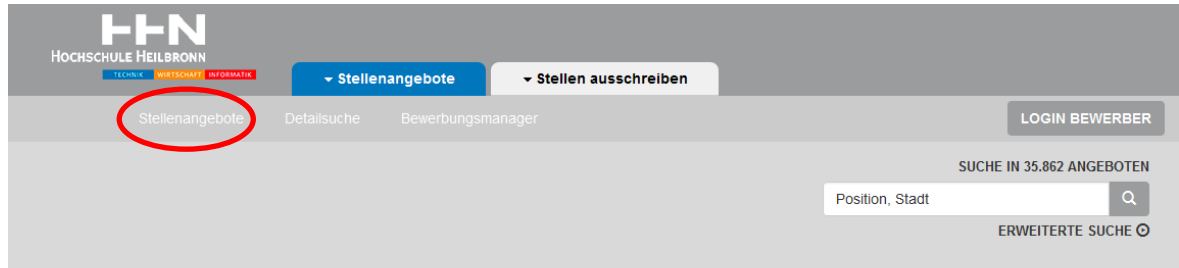 HHN
HOCHSCHULE HEILBRONN
TECHNIK WIRTSCHAFT INFORMATIK
Stellenangebote Stellen ausschreiben
Stellenangebote Detailsuche Bewerbungsmanager LOGIN BEWERBER
SUCHE IN 35.862 ANGEBOTEN
Position, Stadt
ERWEITERTE SUCHE